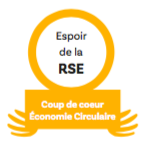 Espoir
de la
RSE
Coup de coeur
Économie Circulaire